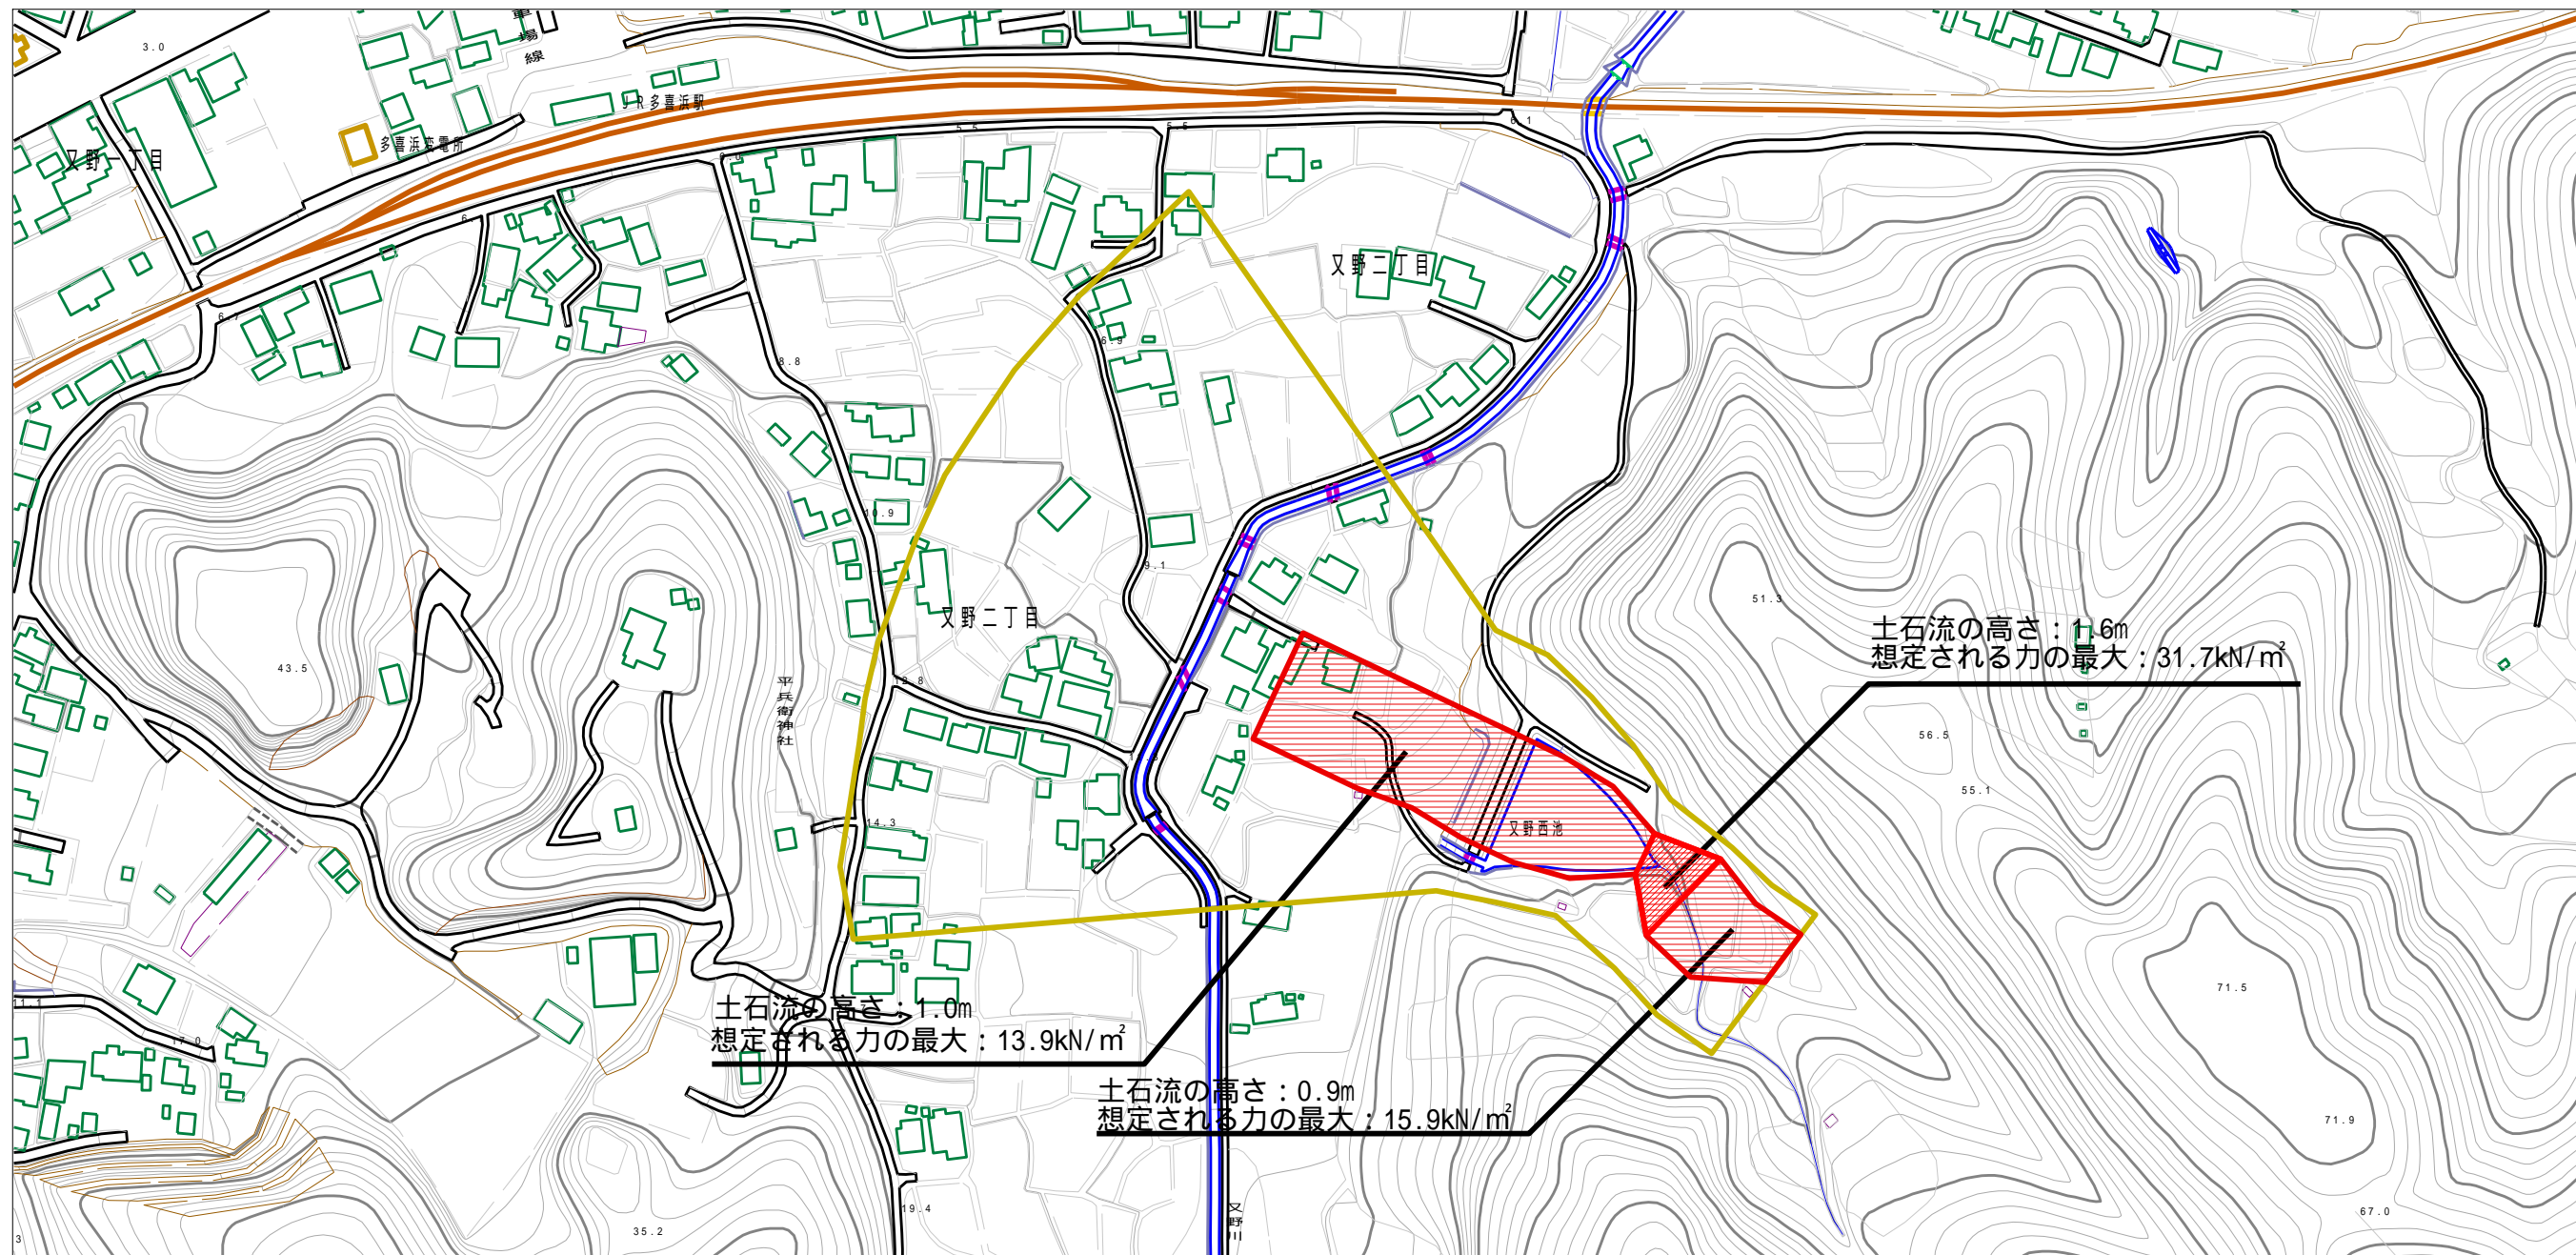 車場線
3.0
JR多喜浜駅
多喜浜変電所
又野一丁目
5.5
5.5
6.1
又野二丁目
6.7
6.9
8.8
10.9
9.1
51.3
又野二丁目
土石流の高さ：1.6m
想定される力の最大：31.7kN/㎡
43.5
12.8
平兵衛神社
56.5
55.1
14.3
又野西池
71.5
11.1
土石流の高さ：1.0m
想定される力の最大：13.9kN/㎡
17.0
土石流の高さ：0.9m
想定される力の最大：15.9kN/㎡
71.9
19.4
又野川
67.0
35.2
3